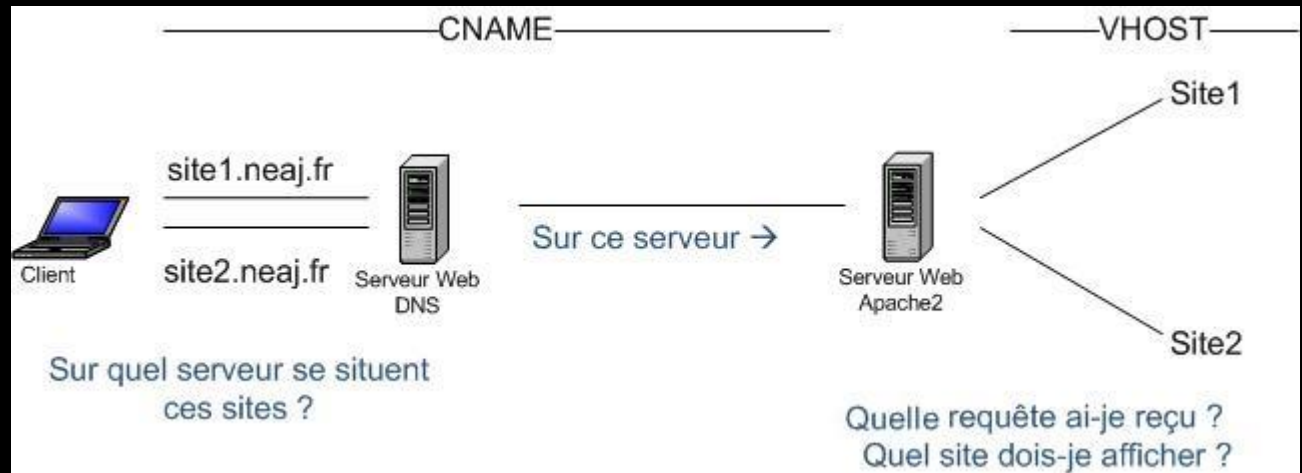 CNAME
VHOST
Site1
site1.neaj.fr
Sur ce serveur →
Client
site2.neaj.fr
Serveur Web
DNS
Serveur Web
Apache2
Site2
Sur quel serveur se situent
ces sites ?
Quelle requête ai-je reçu ?
Quel site dois-je afficher ?